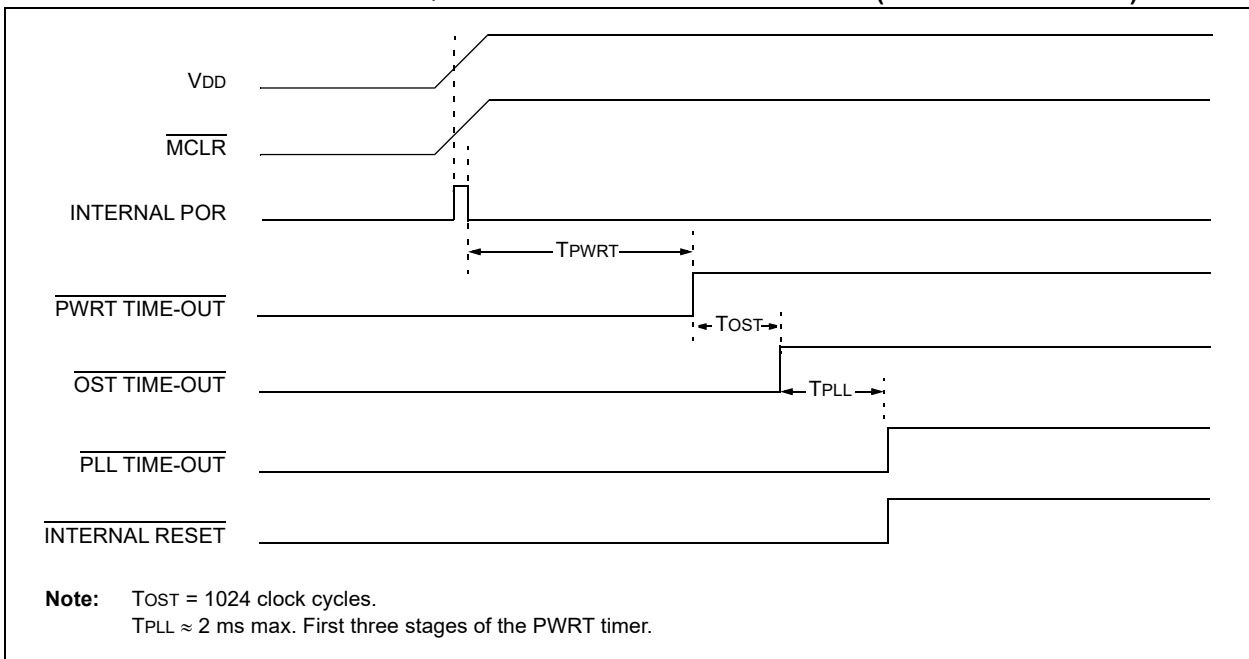 VDD
MCLR
INTERNAL POR
TPWRT
PWRT TIME-OUT
TOST
OST TIME-OUT
TPLL
PLL TIME-OUT
INTERNAL RESET
Note: TOST = 1024 clock cycles.
TPLL ≈ 2 ms max. First three stages of the PWRT timer.